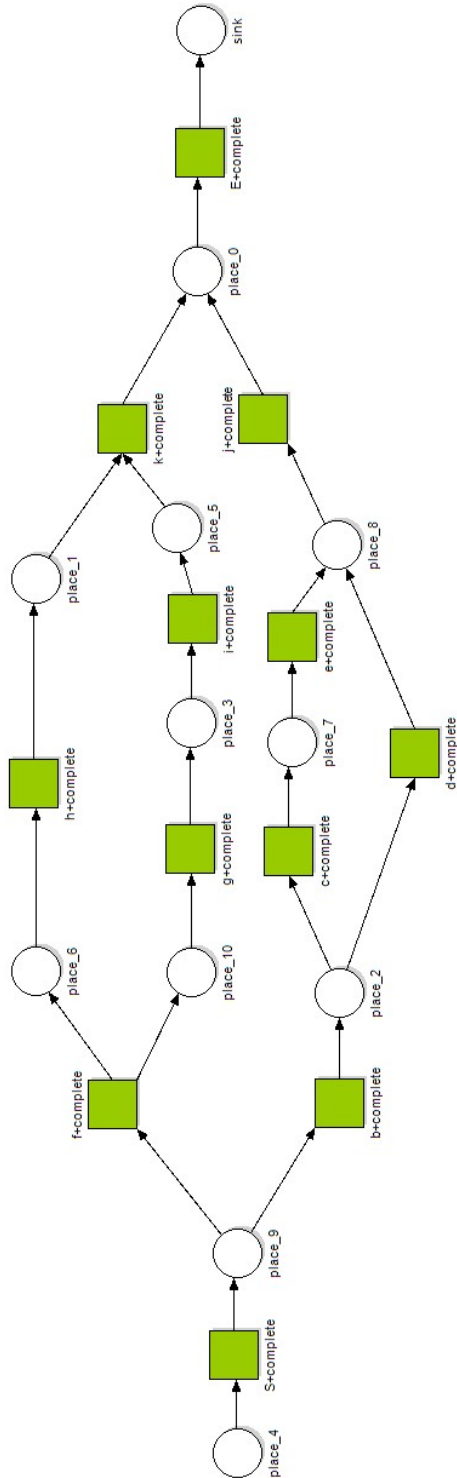 place_4
S+complete
place_9
f+complete
b+complete
place_6
place_10
place_2
h+complete
g+complete
c+complete
d+complete
place_3
place_7
place_1
i+complete
e+complete
place_5
place_8
k+complete
j+complete
place_0
E+complete
sink